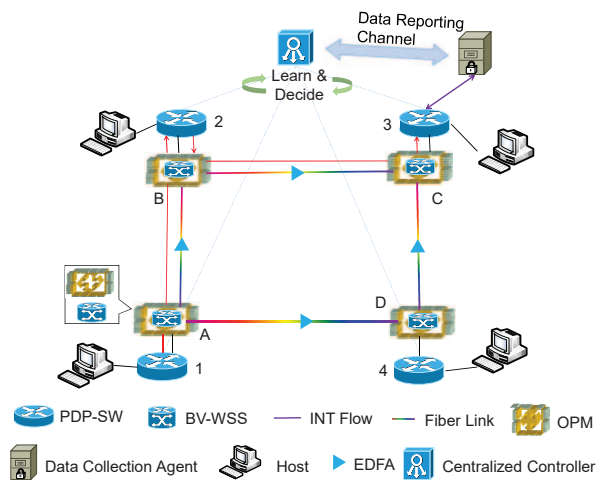 Data Reporting
Channel
Learn &
Decide
2
3
B
C
A
D
1
4
PDP-SW
BV-WSS
INT Flow
Fiber Link
OPM
Data Collection Agent
Host
EDFA
Centralized Controller